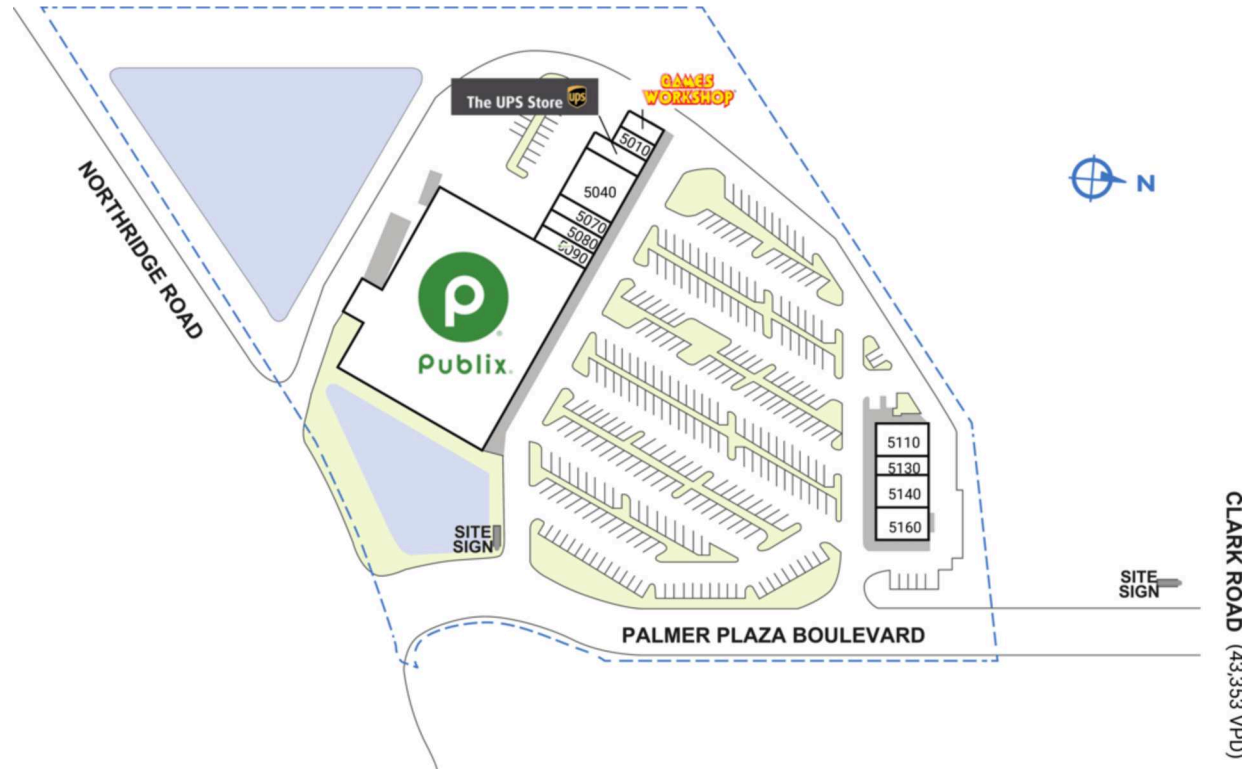 GAMES
WORKSHOP
The UPS Store
ups
5010
5040
5070
5080
5090
N
NORTHRIDGE ROAD
p
Publix.
5110
5130
5140
5160
SITE
SIGN
SITE
SIGN
PALMER PLAZA BOULEVARD
CLARK ROAD (43,353 VPD)